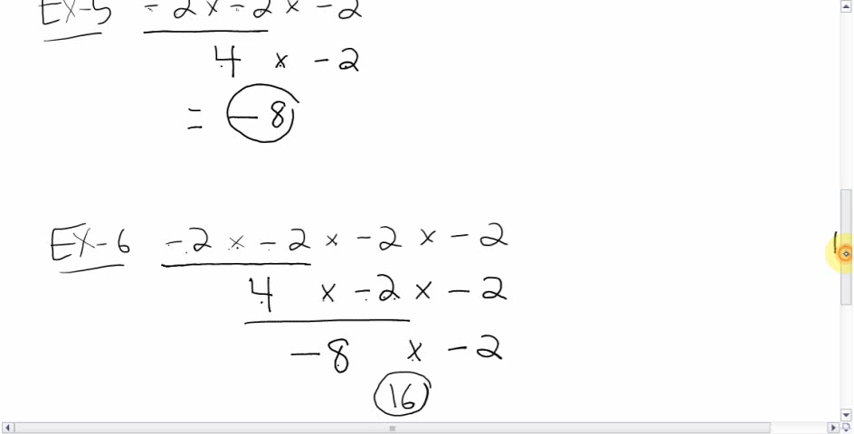 EX-5 -2 x -2 x -2
4 x -2
= -8
EX-6 -2 x -2 x -2 x -2
4 x -2 x -2
-8 x -2
16